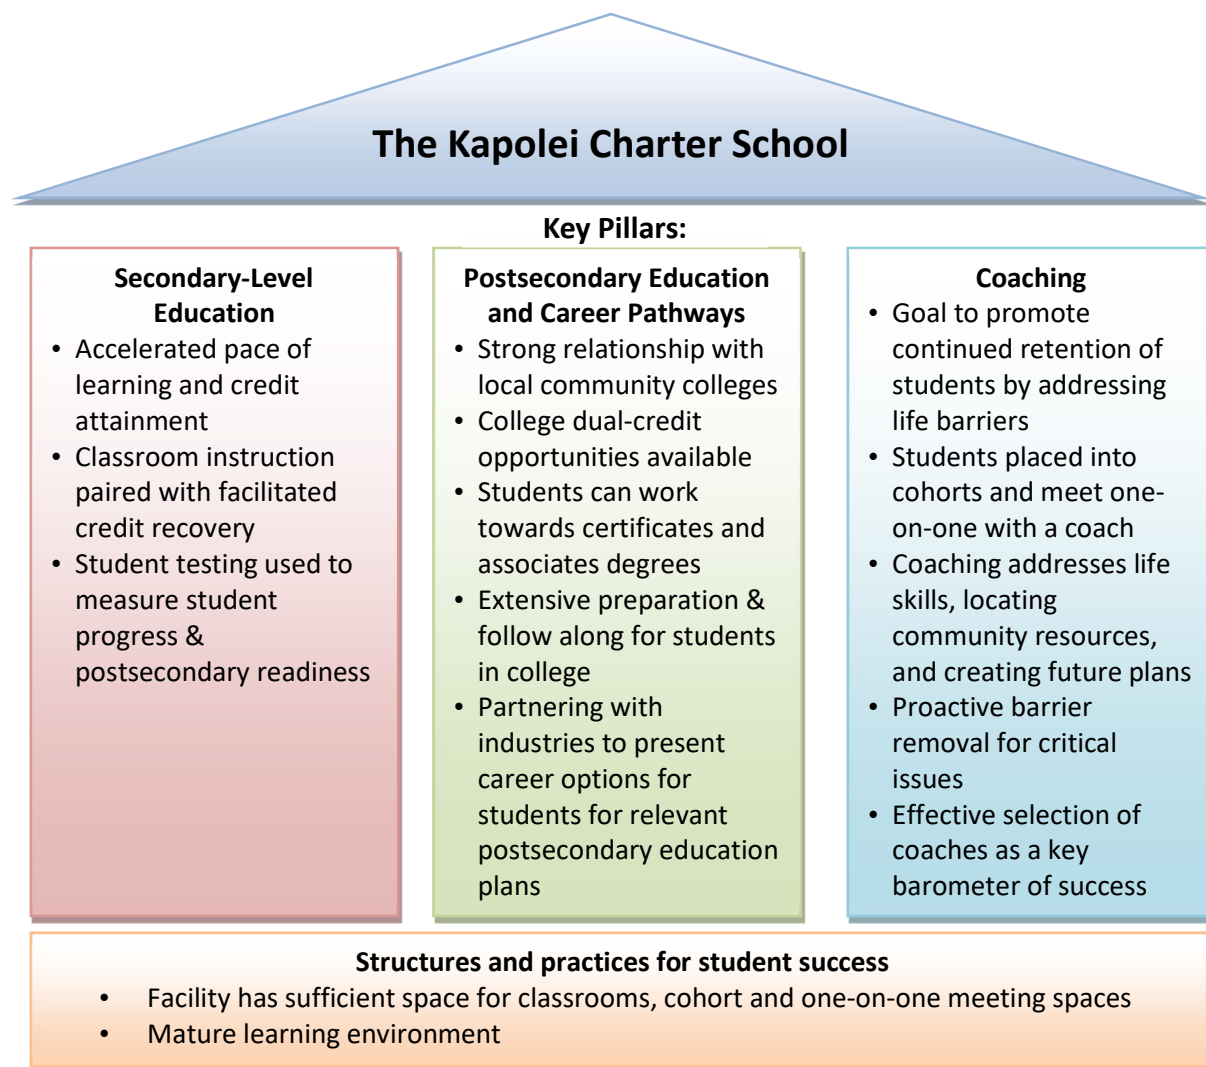 The Kapolei Charter School
Key Pillars:
Secondary-Level
Education
• Accelerated pace of
learning and credit
attainment
• Classroom instruction
paired with facilitated
credit recovery
• Student testing used to
measure student
progress &
postsecondary readiness
Postsecondary Education
and Career Pathways
• Strong relationship with
local community colleges
• College dual-credit
opportunities available
• Students can work
towards certificates and
associates degrees
• Extensive preparation &
follow along for students
in college
• Partnering with
industries to present
career options for
students for relevant
postsecondary education
plans
Coaching
• Goal to promote
continued retention of
students by addressing
life barriers
• Students placed into
cohorts and meet one-
on-one with a coach
• Coaching addresses life
skills, locating
community resources,
and creating future plans
• Proactive barrier
removal for critical
issues
• Effective selection of
coaches as a key
barometer of success
Structures and practices for student success
• Facility has sufficient space for classrooms, cohort and one-on-one meeting spaces
• Mature learning environment